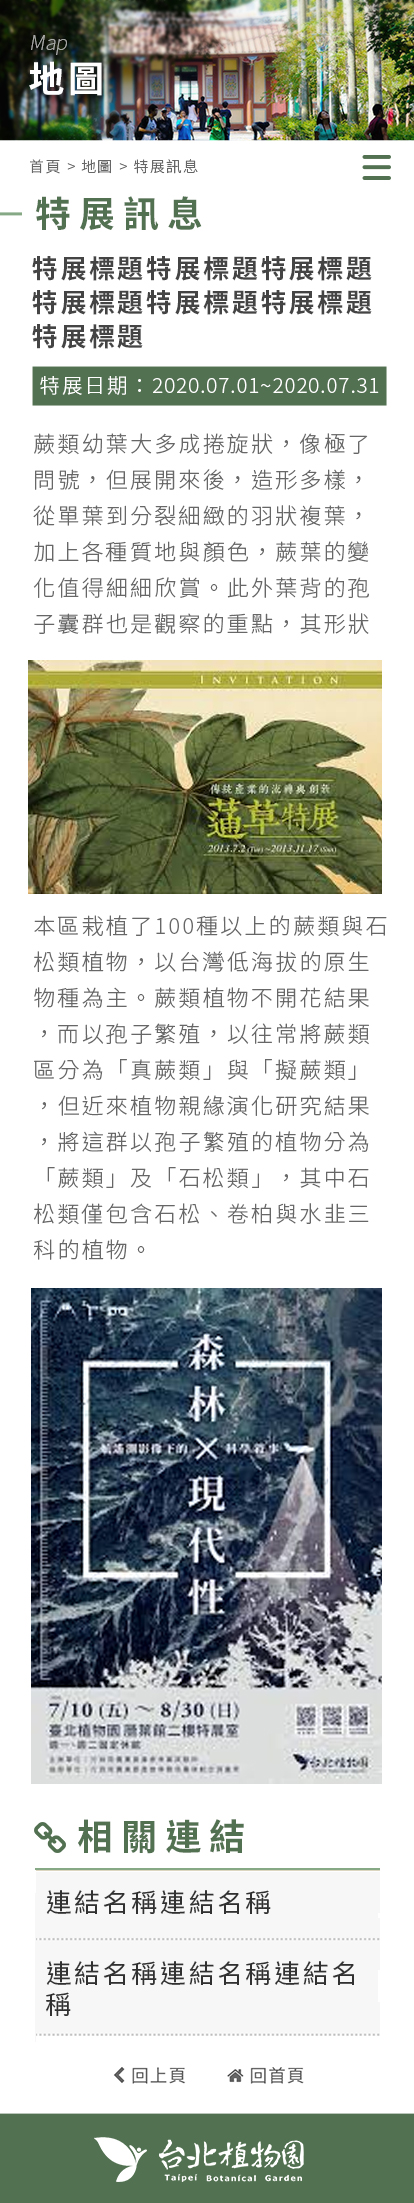 Map
地圖
首頁 > 地圖 > 特展訊息
特展訊息
特展標題特展標題特展標題
特展標題特展標題特展標題
特展標題
特展日期：2020.07.01~2020.07.31
蕨類幼葉大多成捲旋狀，像極了
問號，但展開來後，造形多樣，
從單葉到分裂細緻的羽狀複葉，
加上各種質地與顏色，蕨葉的變
化值得細細欣賞。此外葉背的孢
子囊群也是觀察的重點，其形狀
INVITATION
傳統產業的流轉與創新
蓪草特展
2013.7.2 (Tue) ~2013.11.17 (Sun)
本區栽植了100種以上的蕨類與石
松類植物，以台灣低海拔的原生
物種為主。蕨類植物不開花結果
，而以孢子繁殖，以往常將蕨類
區分為「真蕨類」與「擬蕨類」
，但近來植物親緣演化研究結果
，將這群以孢子繁殖的植物分為
「蕨類」及「石松類」，其中石
松類僅包含石松、卷柏與水韭三
科的植物。
森林×現代性
航遙測影像下的 科學敘事
7/10 (五) ～ 8/30 (日)
臺北植物園 腊葉館二樓特展室
週一、週二固定休館
台北植物園
相關連結
連結名稱連結名稱
連結名稱連結名稱連結名
稱
回上頁 回首頁
台北植物園
Taipei Botanical Garden